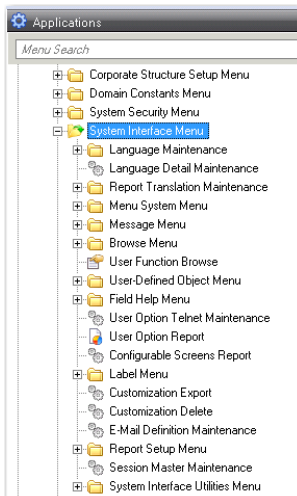 Applications
Menu Search
Corporate Structure Setup Menu
Domain Constants Menu
System Security Menu
System Interface Menu
Language Maintenance
Language Detail Maintenance
Report Translation Maintenance
Menu System Menu
Message Menu
Browse Menu
User Function Browse
User-Defined Object Menu
Field Help Menu
User Option Telnet Maintenance
User Option Report
Configurable Screens Report
Label Menu
Customization Export
Customization Delete
E-Mail Definition Maintenance
Report Setup Menu
Session Master Maintenance
System Interface Utilities Menu